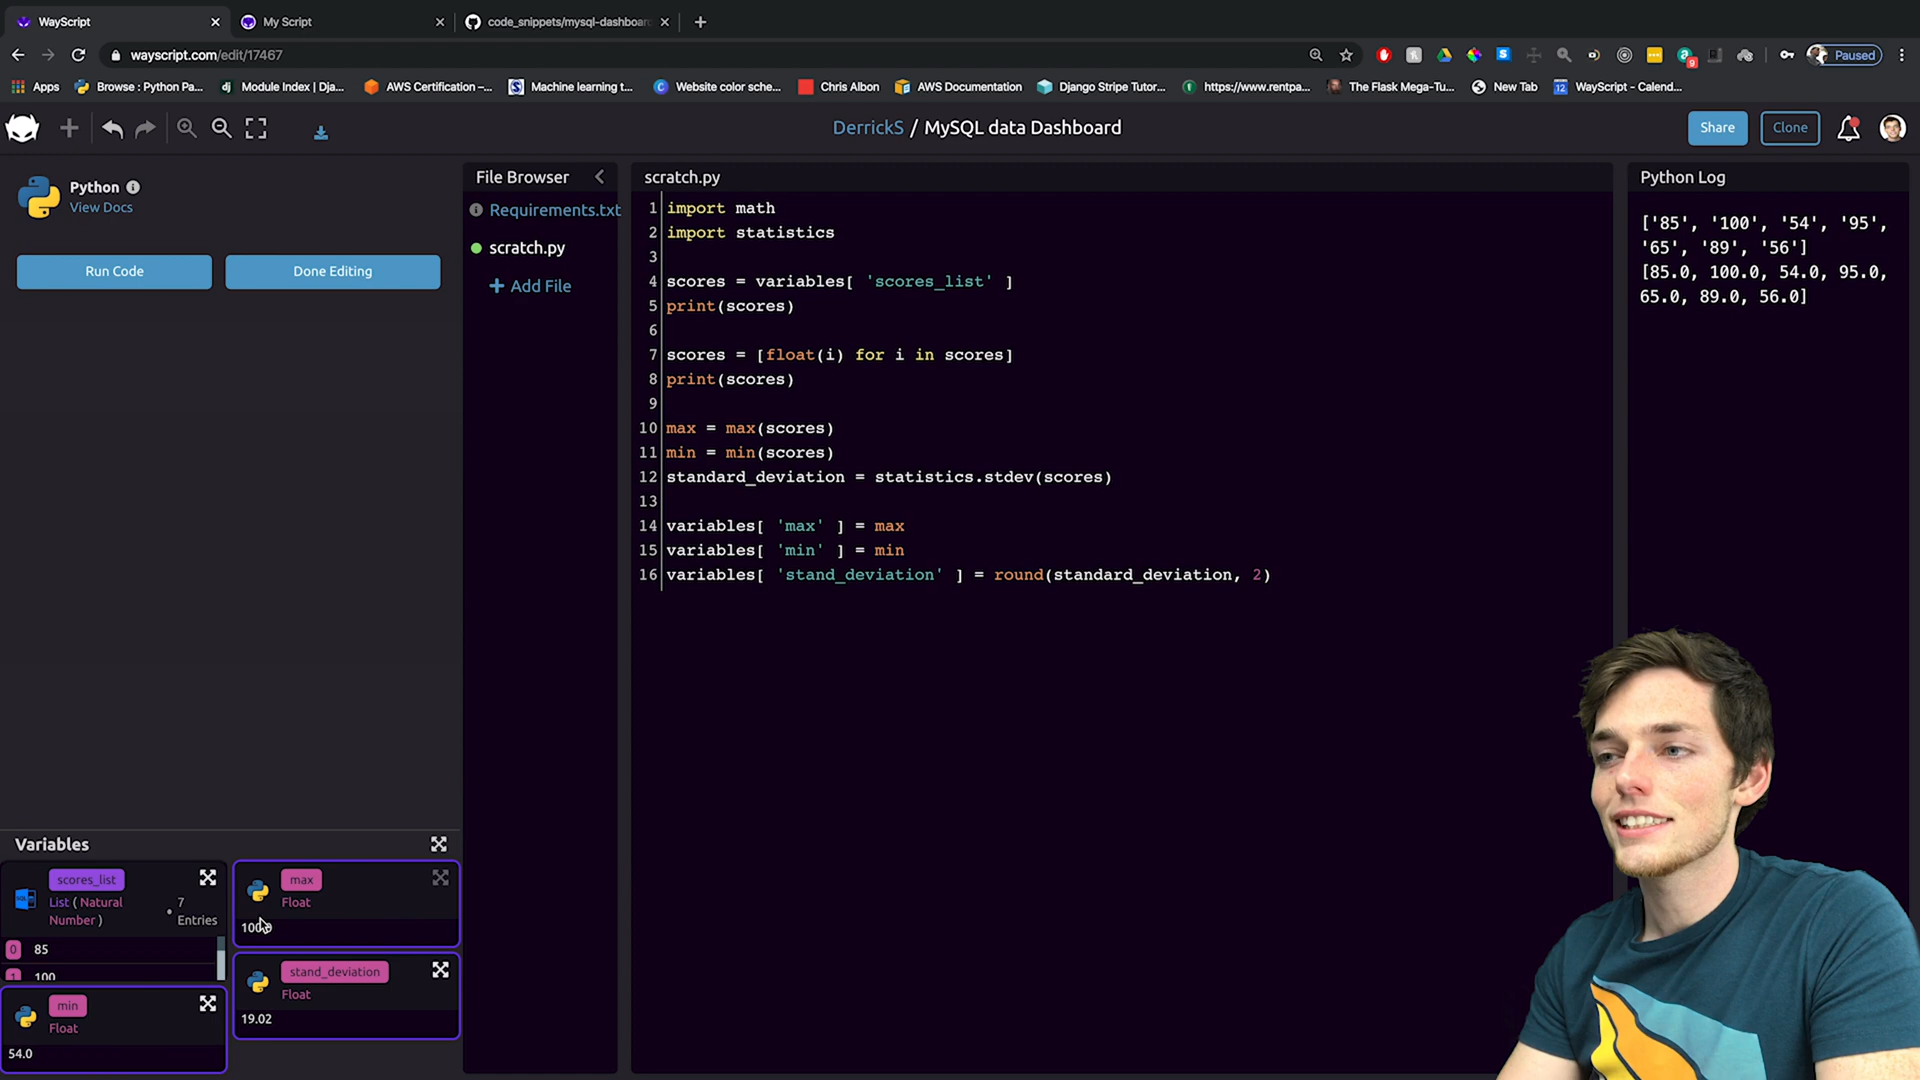 WayScript
My Script
code_snippets/mysql-dashboar
wayscript.com/edit/17467
9
Paused
Apps
Browse : Python Pa...
Module Index | Dja...
AWS Certification –...
Machine learning t...
Website color sche...
Chris Albon
AWS Documentation
Django Stripe Tutor...
https://www.rentpa...
The Flask Mega-Tu...
New Tab
12
WayScript - Calend...
DerrickS / MySQL data Dashboard
Share
Clone
Python
View Docs
Run Code
Done Editing
File Browser
Requirements.txt
scratch.py
+ Add File
scratch.py
1 import math
2 import statistics
3
4 scores = variables[ 'scores_list' ]
5 print(scores)
6
7 scores = [float(i) for i in scores]
8 print(scores)
9
10 max = max(scores)
11 min = min(scores)
12 standard_deviation = statistics.stdev(scores)
13
14 variables[ 'max' ] = max
15 variables[ 'min' ] = min
16 variables[ 'stand_deviation' ] = round(standard_deviation, 2)
Python Log
['85', '100', '54', '95',
'65', '89', '56']
[85.0, 100.0, 54.0, 95.0,
65.0, 89.0, 56.0]
Variables
scores_list
List ( Natural
Number )
7
Entries
0 85
1 100
min
Float
54.0
max
Float
100.0
stand_deviation
Float
19.02